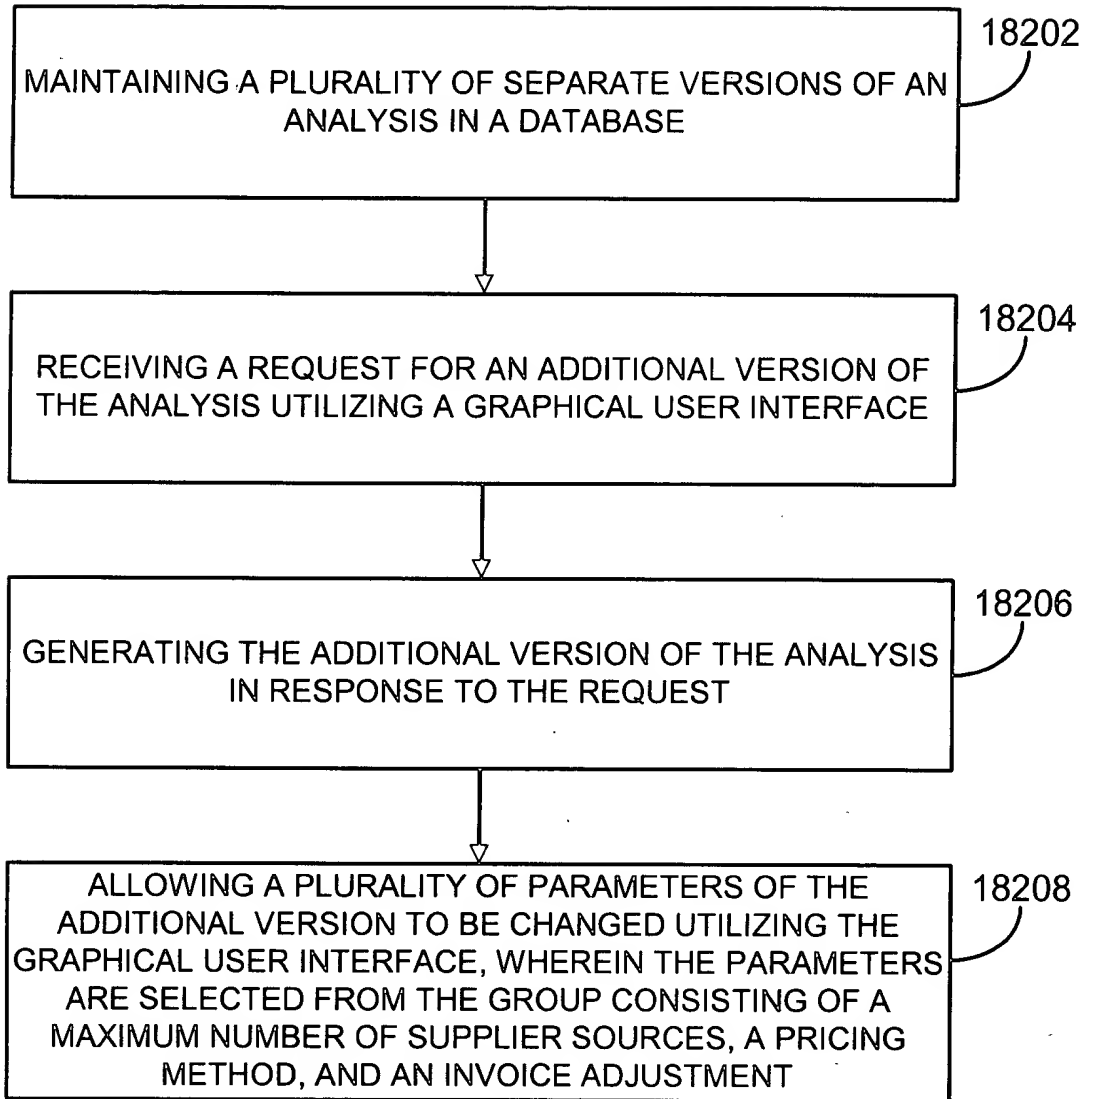 18202
MAINTAINING A PLURALITY OF SEPARATE VERSIONS OF AN
ANALYSIS IN A DATABASE
18204
RECEIVING A REQUEST FOR AN ADDITIONAL VERSION OF
THE ANALYSIS UTILIZING A GRAPHICAL USER INTERFACE
18206
GENERATING THE ADDITIONAL VERSION OF THE ANALYSIS
IN RESPONSE TO THE REQUEST
18208
ALLOWING A PLURALITY OF PARAMETERS OF THE
ADDITIONAL VERSION TO BE CHANGED UTILIZING THE
GRAPHICAL USER INTERFACE, WHEREIN THE PARAMETERS
ARE SELECTED FROM THE GROUP CONSISTING OF A
MAXIMUM NUMBER OF SUPPLIER SOURCES, A PRICING
METHOD, AND AN INVOICE ADJUSTMENT